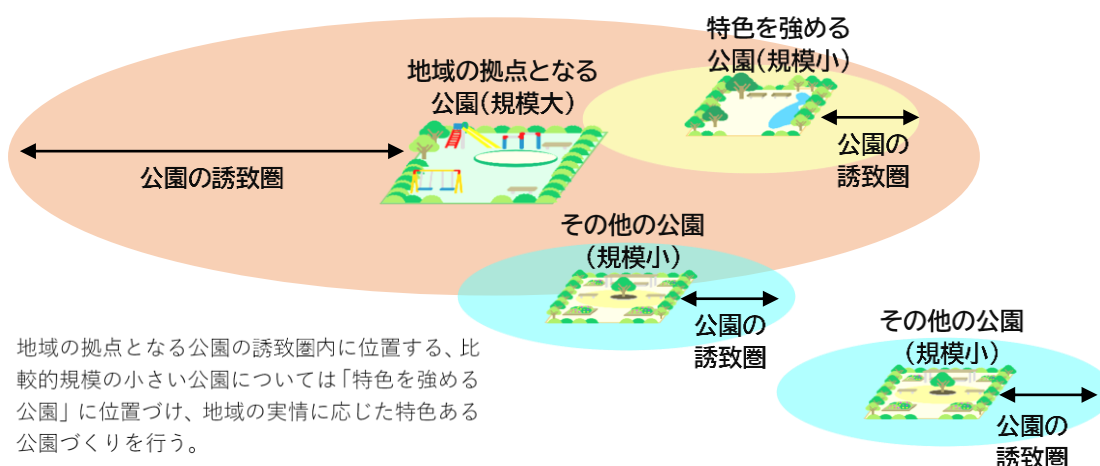 特色を強める
公園(規模小)
地域の拠点となる
公園(規模大)
公園の誘致圏
公園の
誘致圏
その他の公園
(規模小)
公園の
誘致圏
その他の公園
(規模小)
公園の
誘致圏
地域の拠点となる公園の誘致圏内に位置する、比
較的規模の小さい公園については「特色を強める
公園」に位置づけ、地域の実情に応じた特色ある
公園づくりを行う。